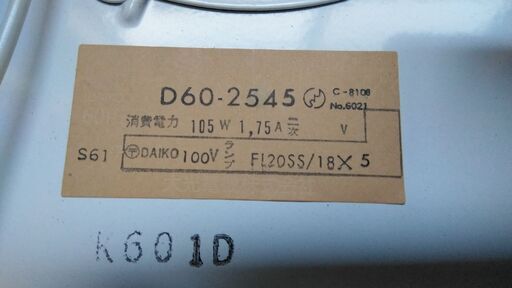 D60-2545 C-8106
No.6021
消費電力 105W 1,75A 二次 V
S61 〒DAIKO 100V ランプ FL20SS/18×5
K601D